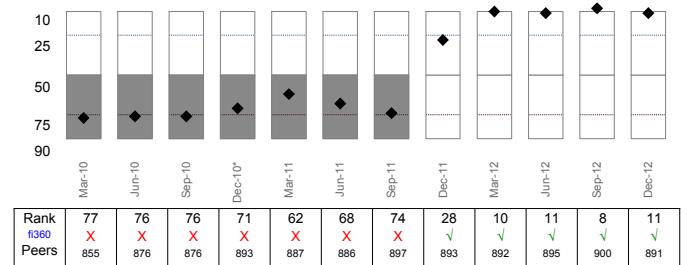 10
25
50
75
90
Mar-10 Jun-10 Sep-10 Dec-10* Mar-11 Jun-11 Sep-11 Dec-11 Mar-12 Jun-12 Sep-12 Dec-12
Rank 77 76 76 71 62 68 74 28 10 11 8 11
fi360 X X X X X X X √ √ √ √ √
Peers 855 876 876 893 887 886 897 893 892 895 900 891